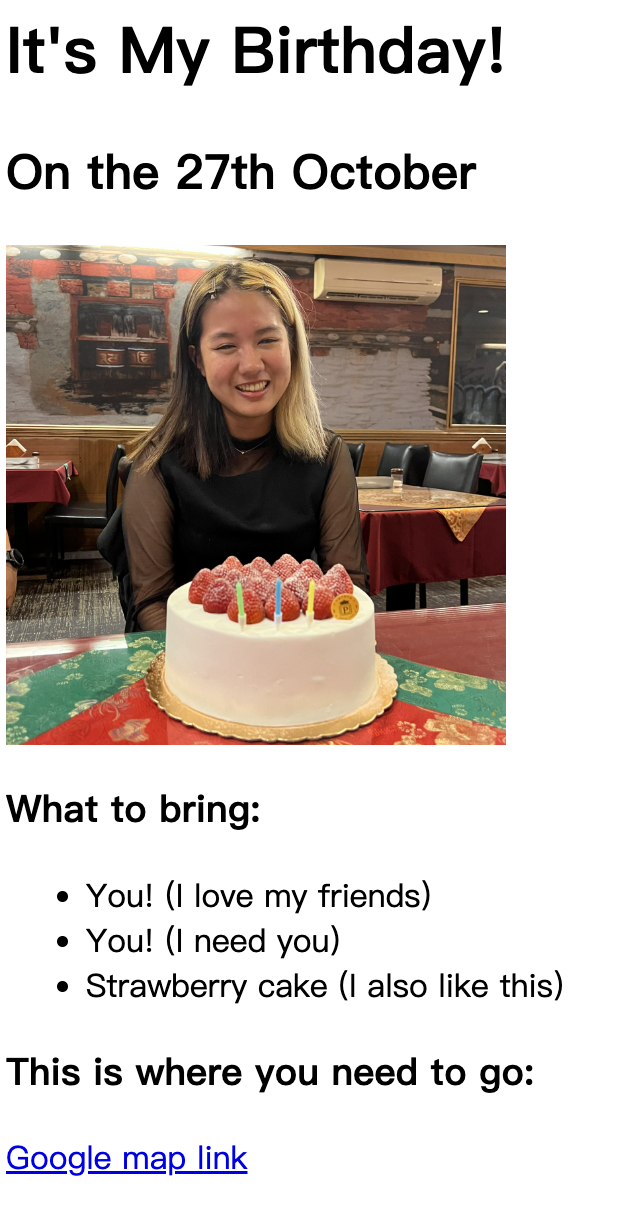 It's My Birthday!
On the 27th October
What to bring:
You! (I love my friends)
You! (I need you)
Strawberry cake (I also like this)
This is where you need to go:
Google map link